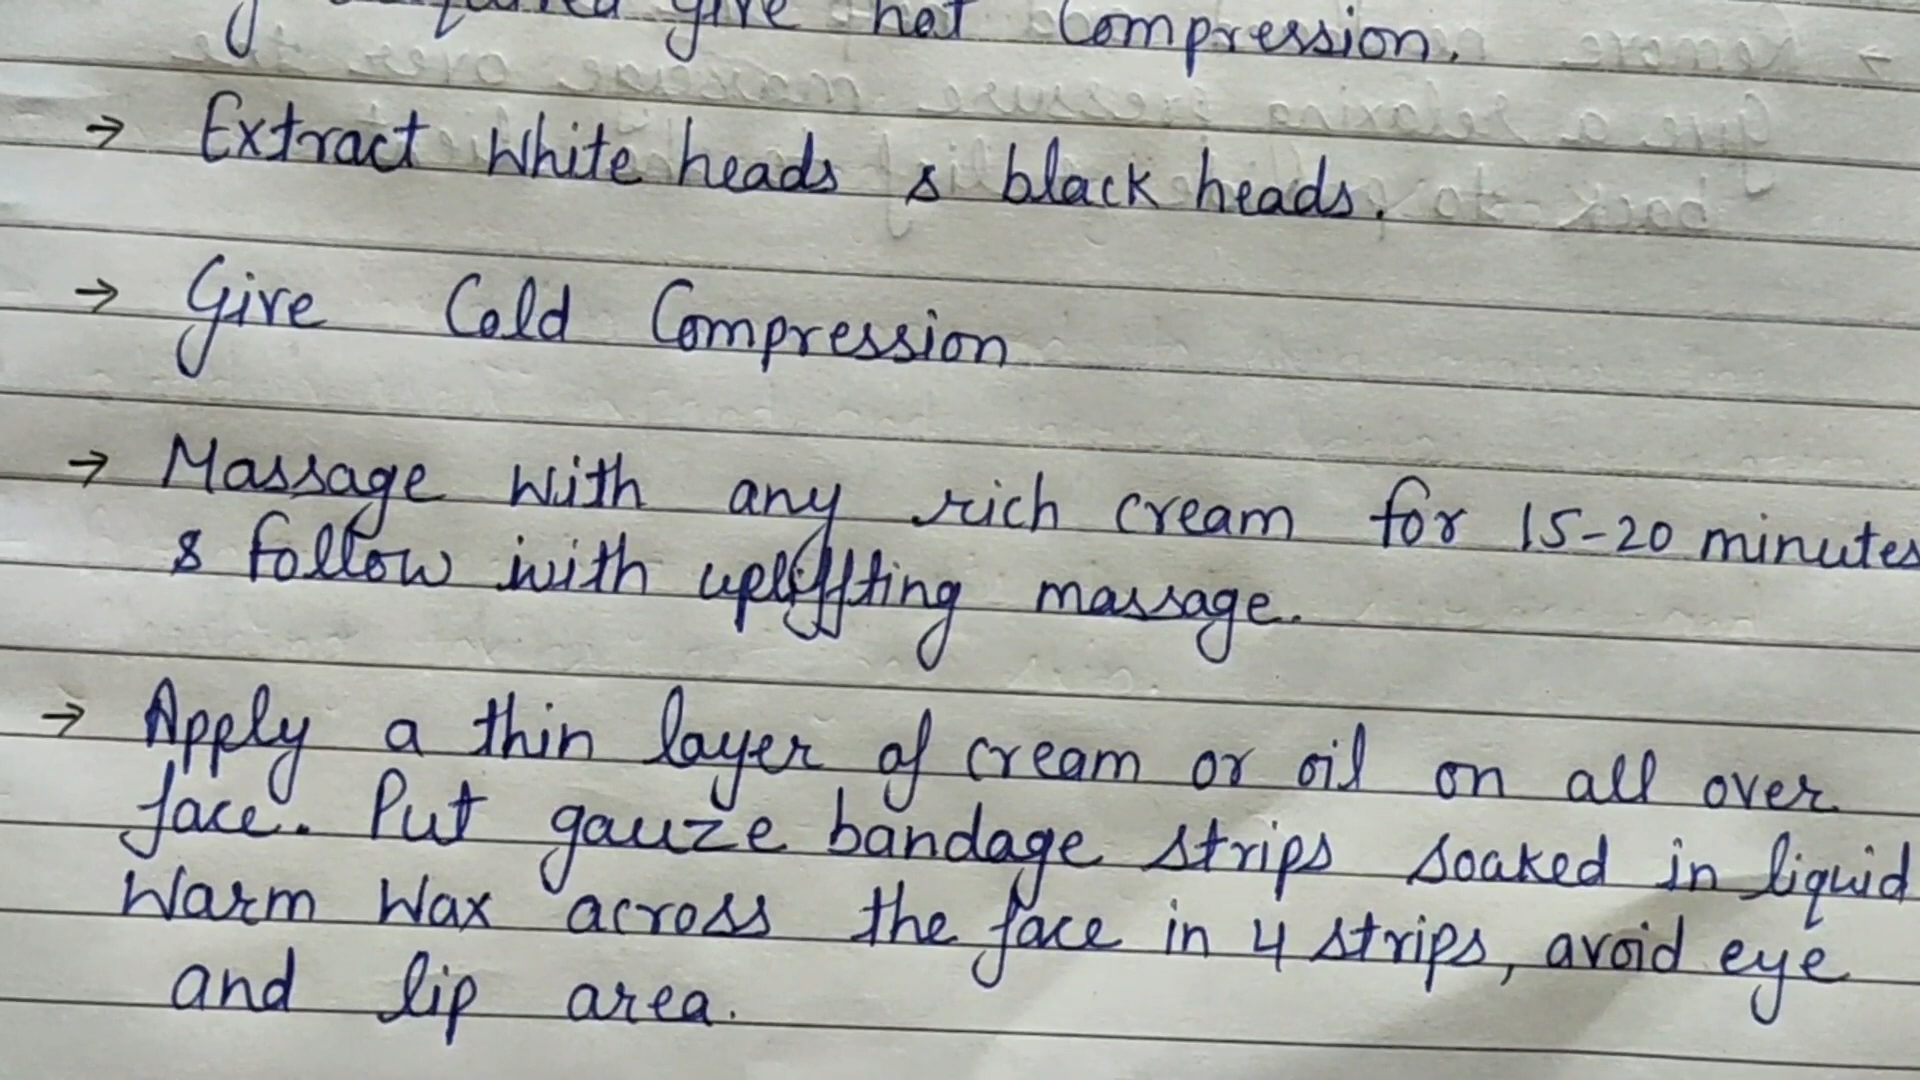 give hot Compression.
→ Extract White heads & black heads.
→ Give Cold Compression
→ Massage with any rich cream for 15-20 minutes
& follow with uplifting massage.
→ Apply a thin layer of cream or oil on all over
face. Put gauze bandage strips soaked in liquid
Warm Wax across the face in 4 strips, avoid eye
and lip area.